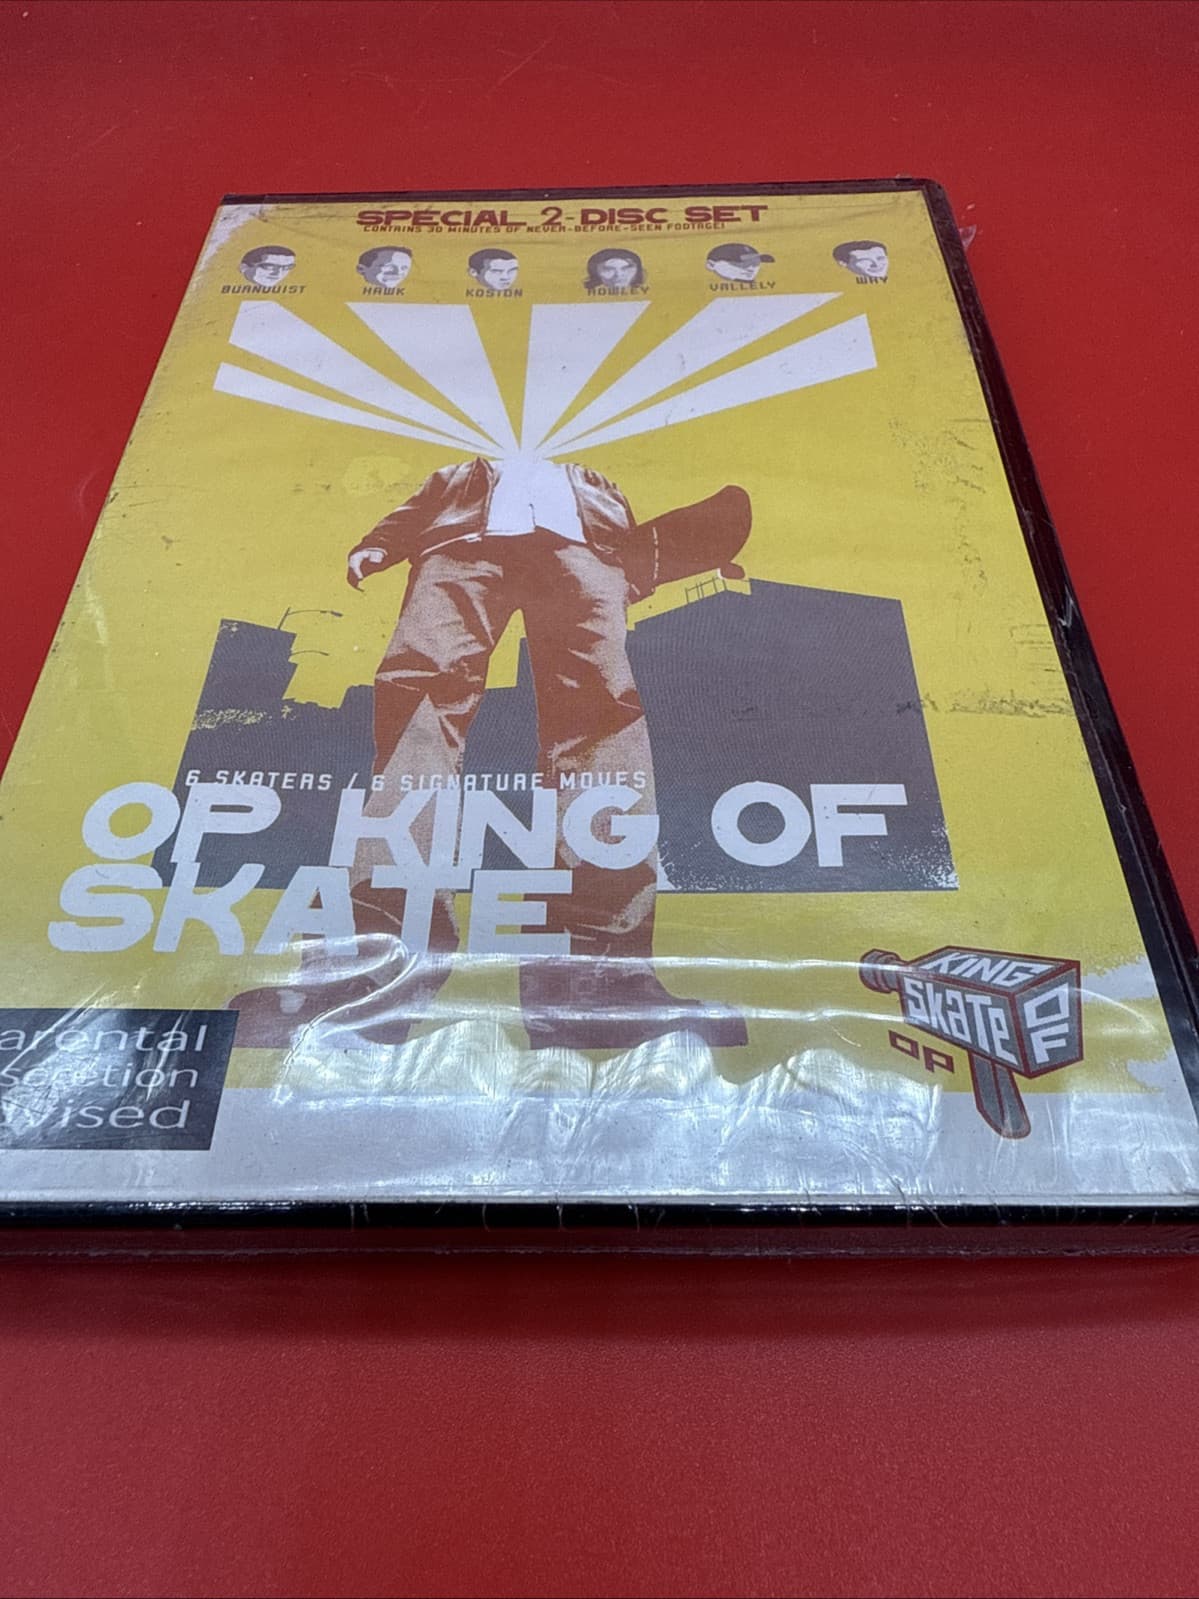 SPECIAL 2-DISC SET
CONTAINS 30 MINUTES OF NEVER-BEFORE-SEEN FOOTAGE!
BURNQUIST HAWK KOSTON ROWLEY VALLELY WAY
6 SKATERS / 6 SIGNATURE MOVES
OP KING OF
SKATE
KING
SKATE OF
OP
arental
scretion
vised